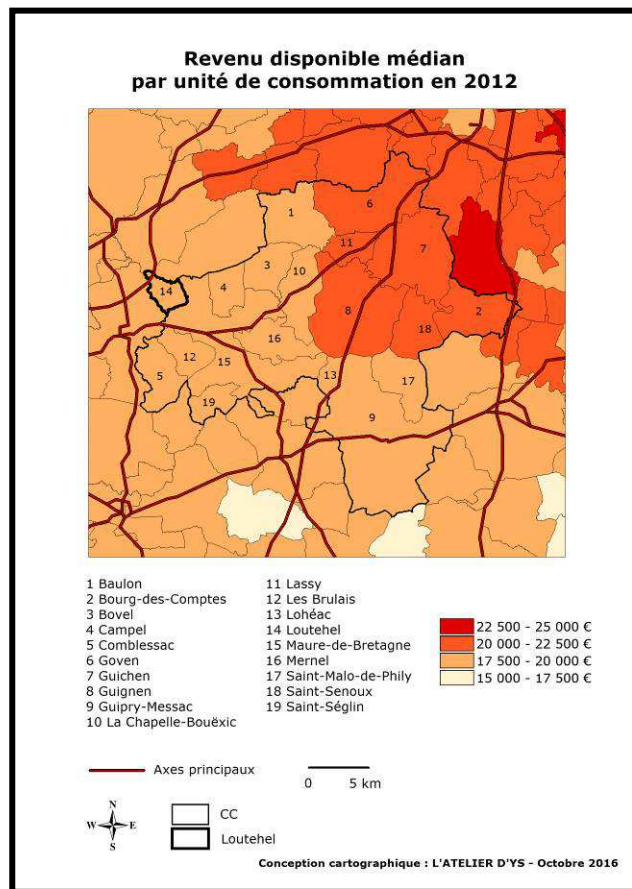 Revenu disponible médian
par unité de consommation en 2012
1
6
11
7
3
10
14
4
8
2
18
16
12
15
13
17
5
19
9
1 Baulon
2 Bourg-des-Comptes
3 Bovel
4 Campel
5 Comblessac
6 Goven
7 Guichen
8 Guignen
9 Guipry-Messac
10 La Chapelle-Bouëxic
11 Lassy
12 Les Brulais
13 Lohéac
14 Loutehel
15 Maure-de-Bretagne
16 Mernel
17 Saint-Malo-de-Phily
18 Saint-Senoux
19 Saint-Séglin
22 500 - 25 000 €
20 000 - 22 500 €
17 500 - 20 000 €
15 000 - 17 500 €
Axes principaux
0 5 km
N
W E
S
CC
Loutehel
Conception cartographique : L'ATELIER D'YS - Octobre 2016